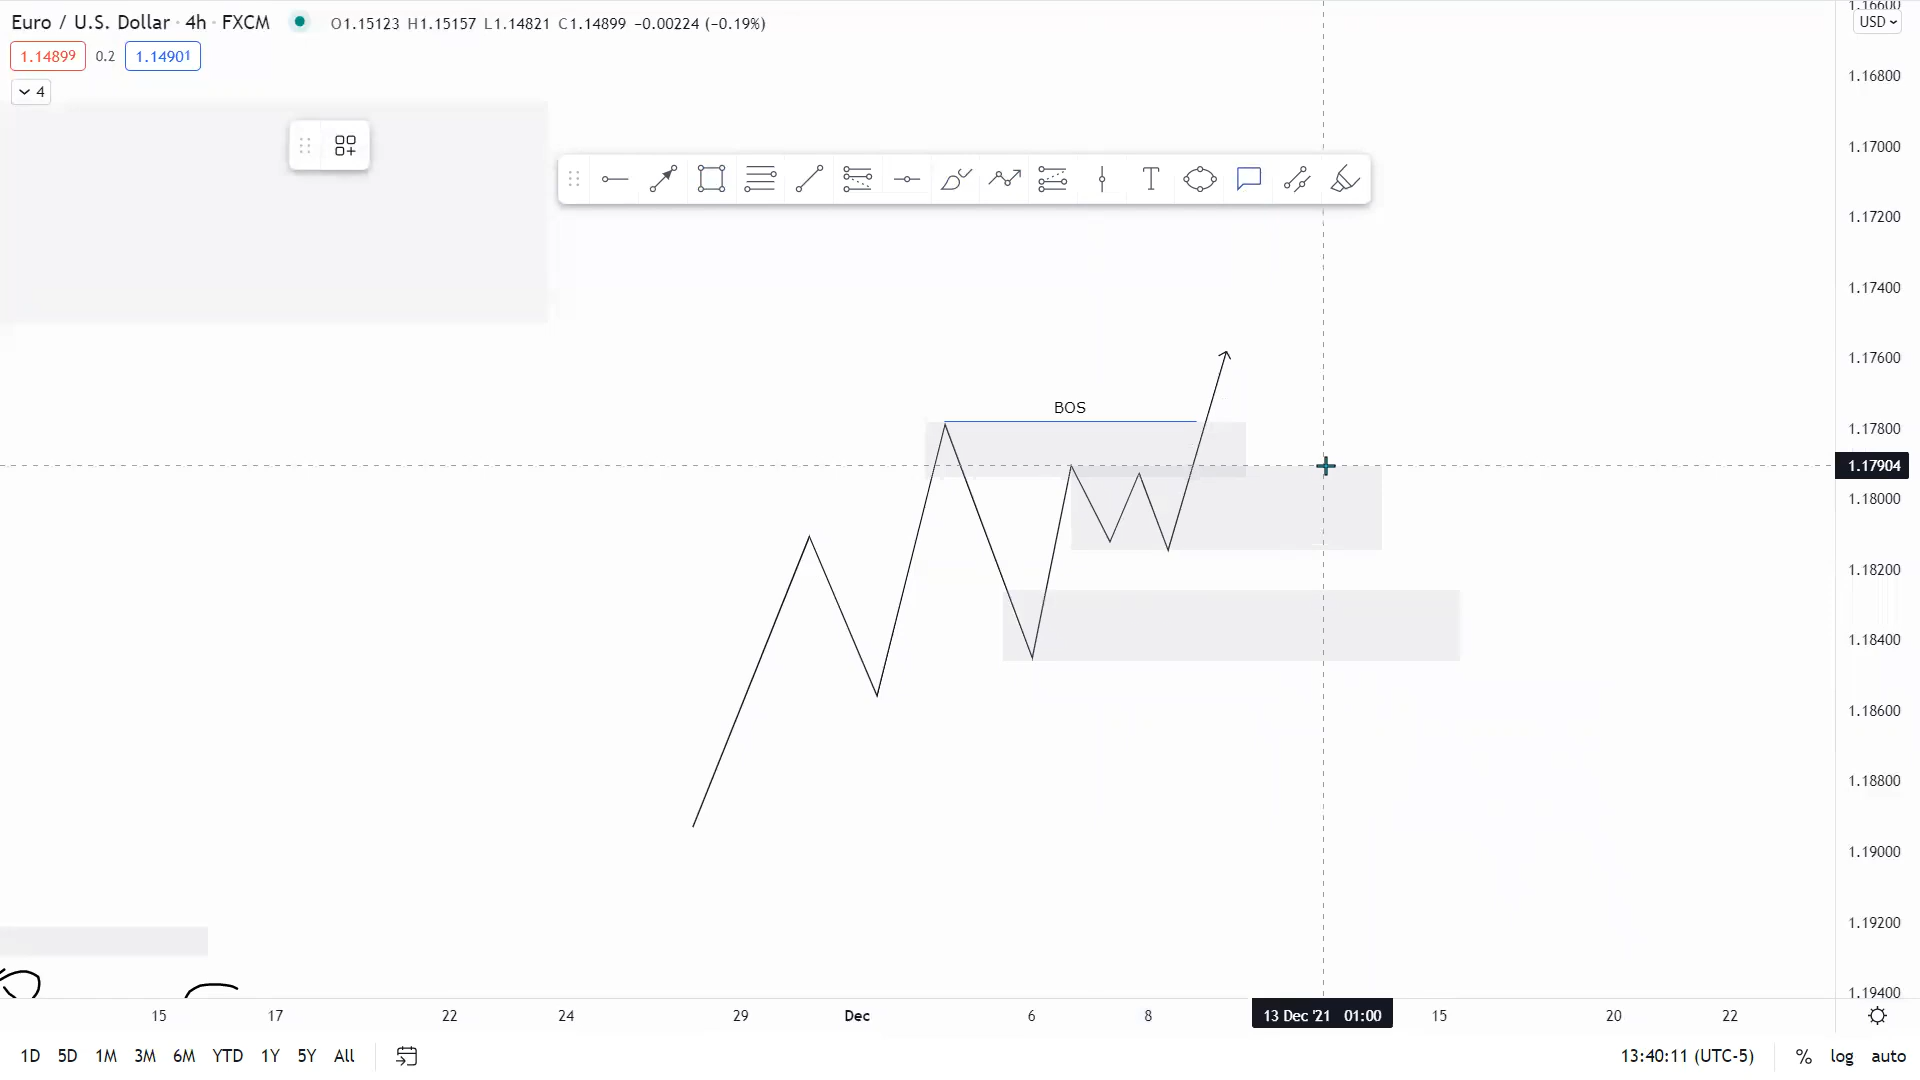 Euro / U.S. Dollar · 4h · FXCM O1.15123 H1.15157 L1.14821 C1.14899 −0.00224 (−0.19%)
1.14899 0.2 1.14901
4
USD
1.16600
1.16800
1.17000
1.17200
1.17400
1.17600
BOS
1.17800
1.17904
1.18000
1.18200
1.18400
1.18600
1.18800
1.19000
1.19200
1.19400
15 17 22 24 29 Dec 6 8 13 Dec '21 01:00 15 20 22
1D 5D 1M 3M 6M YTD 1Y 5Y All 13:40:11 (UTC-5) % log auto